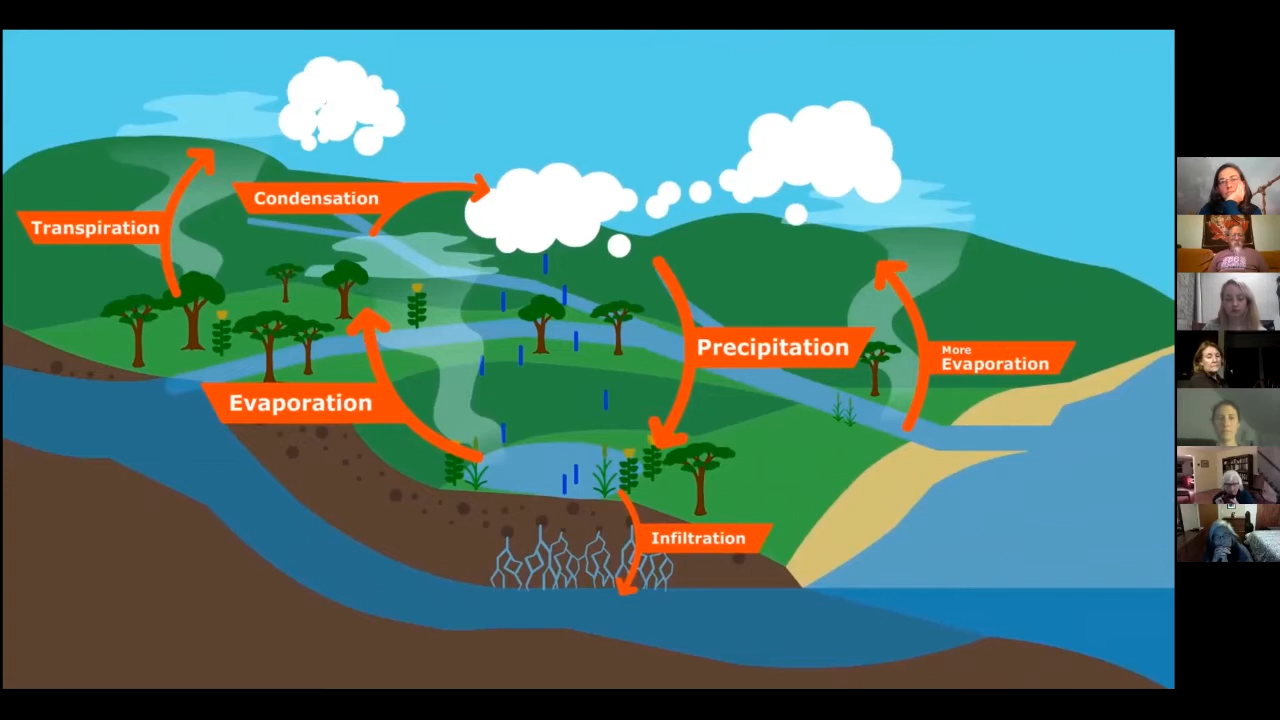 Condensation
Transpiration
Precipitation
More
Evaporation
Evaporation
Infiltration